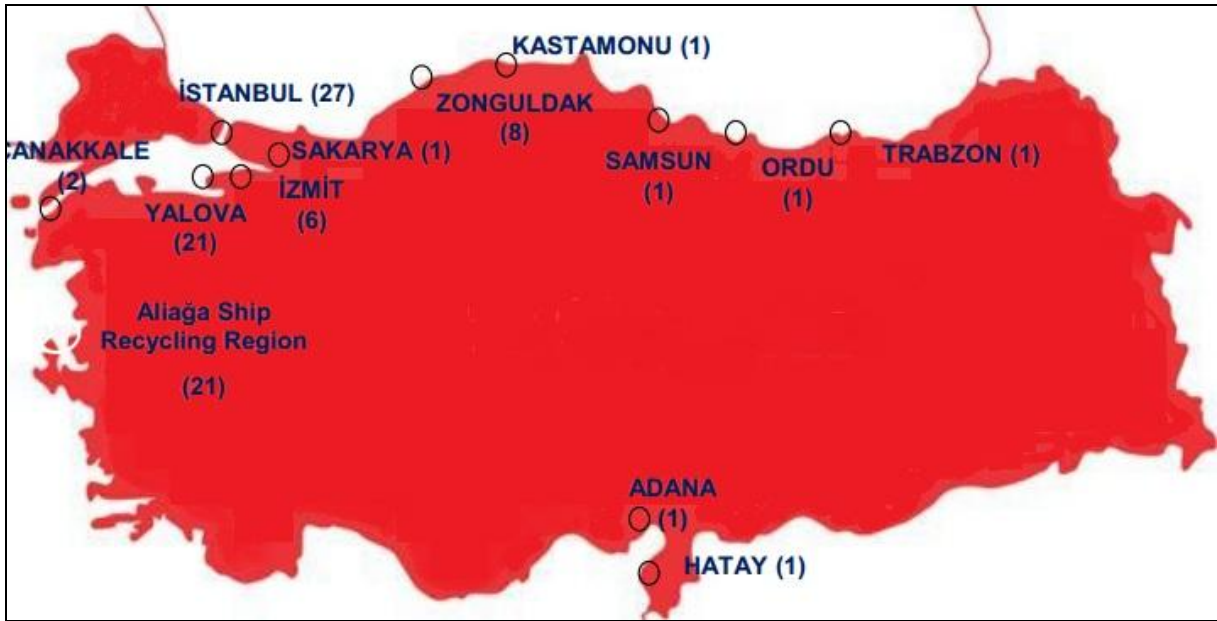 KASTAMONU (1)
İSTANBUL (27)
ZONGULDAK
(8)
ÇANAKKALE
(2)
SAKARYA (1)
SAMSUN
(1)
ORDU
(1)
TRABZON (1)
İZMİT
(6)
YALOVA
(21)
Aliağa Ship
Recycling Region
(21)
ADANA
(1)
HATAY (1)